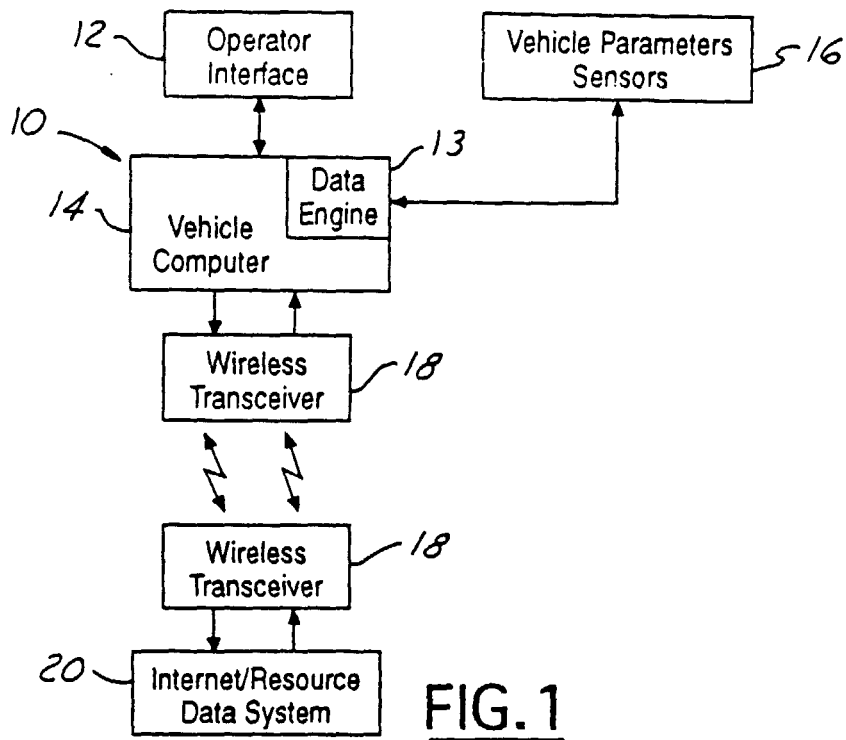 12
Operator
Interface
Vehicle Parameters
Sensors
16
10
13
14
Data
Engine
Vehicle
Computer
Wireless
Transceiver
18
Wireless
Transceiver
18
20
Internet/Resource
Data System
FIG. 1